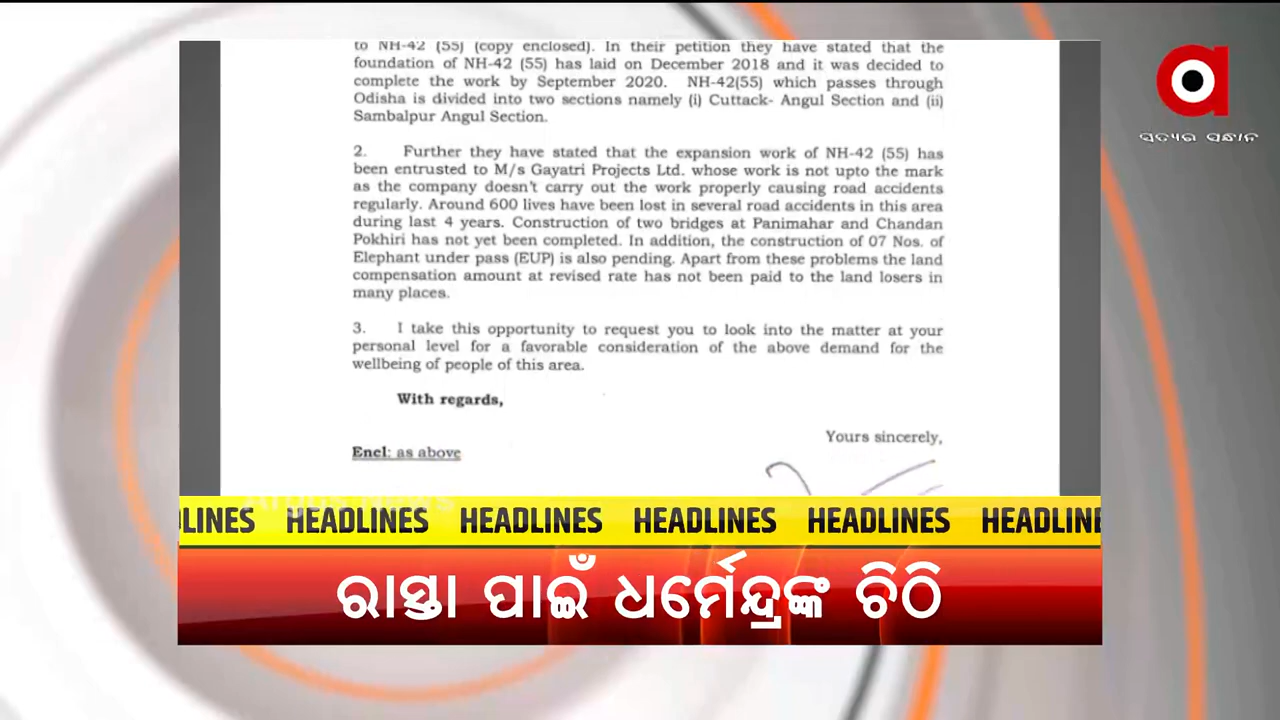 to NH-42 (55) (copy enclosed). In their petition they have stated that the
foundation of NH-42 (55) has laid on December 2018 and it was decided to
complete the work by September 2020. NH-42(55) which passes through
Odisha is divided into two sections namely (i) Cuttack- Angul Section and (ii)
Sambalpur Angul Section.
2. Further they have stated that the expansion work of NH-42 (55) has
been entrusted to M/s Gayatri Projects Ltd. whose work is not upto the mark
as the company doesn't carry out the work properly causing road accidents
regularly. Around 600 lives have been lost in several road accidents in this area
during last 4 years. Construction of two bridges at Panimahar and Chandan
Pokhiri has not yet been completed. In addition, the construction of 07 Nos. of
Elephant under pass (EUP) is also pending. Apart from these problems the land
compensation amount at revised rate has not been paid to the land losers in
many places.
3. I take this opportunity to request you to look into the matter at your
personal level for a favorable consideration of the above demand for the
wellbeing of people of this area.
With regards,
Yours sincerely,
Encl: as above
ସତ୍ୟର ସନ୍ଧାନ
Argus News
DLINES HEADLINES HEADLINES HEADLINES HEADLINES HEADLINE
ରାସ୍ତା ପାଇଁ ଧର୍ମେନ୍ଦ୍ରଙ୍କ ଚିଠି